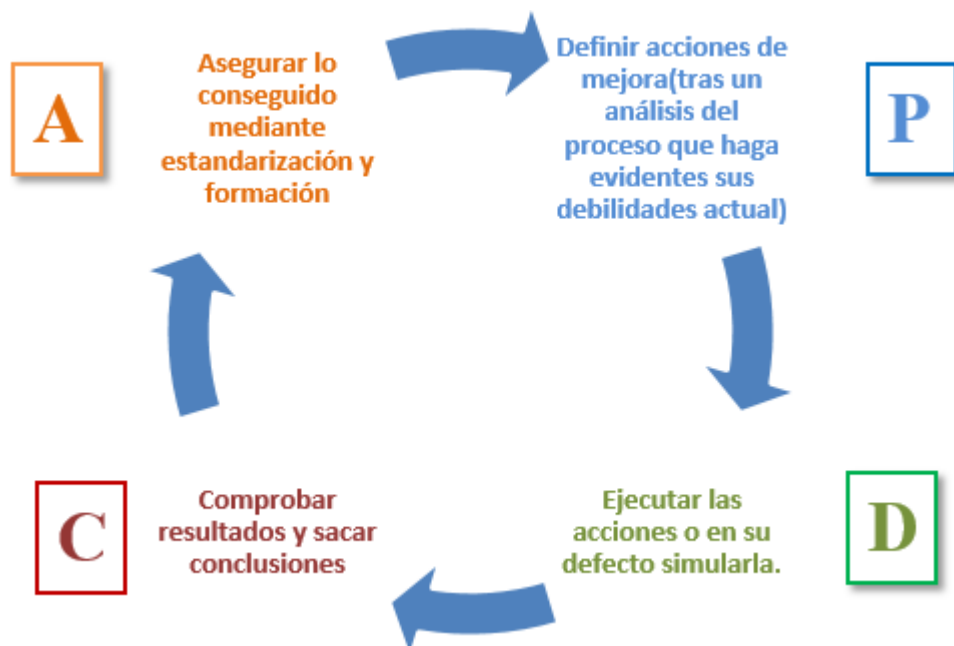 A
Asegurar lo
conseguido
mediante
estandarización y
formación
Definir acciones de
mejora(tras un
análisis del
proceso que haga
evidentes sus
debilidades actual)
P
C
Comprobar
resultados y sacar
conclusiones
Ejecutar las
acciones o en su
defecto simularla.
D